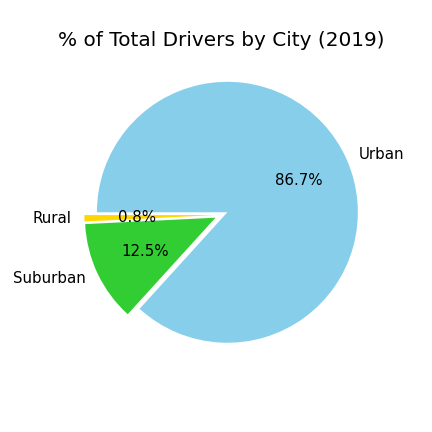 % of Total Drivers by City (2019)
Urban
86.7%
Rural
0.8%
12.5%
Suburban